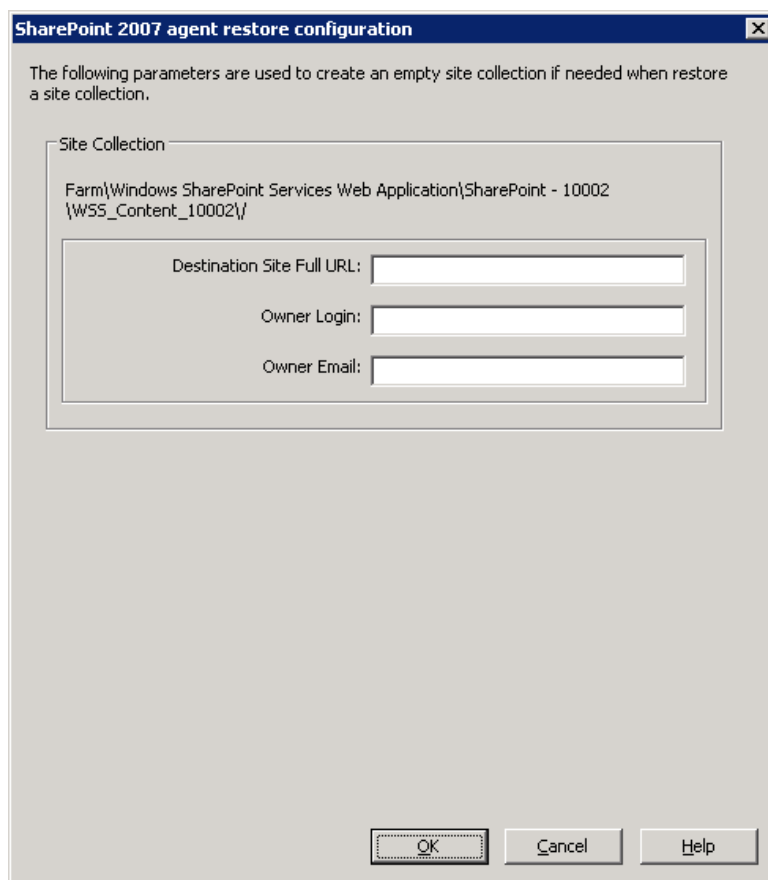 SharePoint 2007 agent restore configuration
The following parameters are used to create an empty site collection if needed when restore
a site collection.
Site Collection
Farm\Windows SharePoint Services Web Application\SharePoint - 10002
\WSS_Content_10002\/
Destination Site Full URL:
Owner Login:
Owner Email:
OK Cancel Help